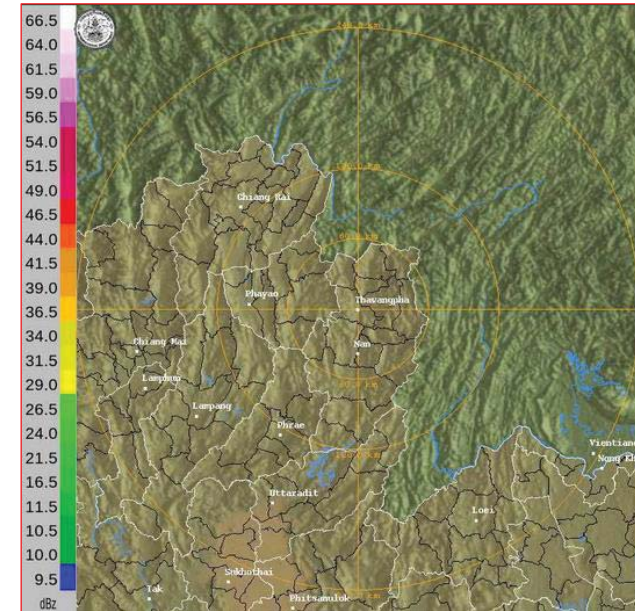 66.5
64.0
61.5
59.0
56.5
54.0
51.5
49.0
46.5
44.0
41.5
39.0
36.5
34.0
31.5
29.0
26.5
24.0
21.5
16.5
11.5
10.5
10.0
9.5
dBz
Chiang Rai
Phayao
Thavangpha
Nan
Chiang Mai
Lamphun
Lampang
Phrae
Vientiane
Nong Kh
Uttaradit
Loei
Sukhothai
Tak
Phitsanulok